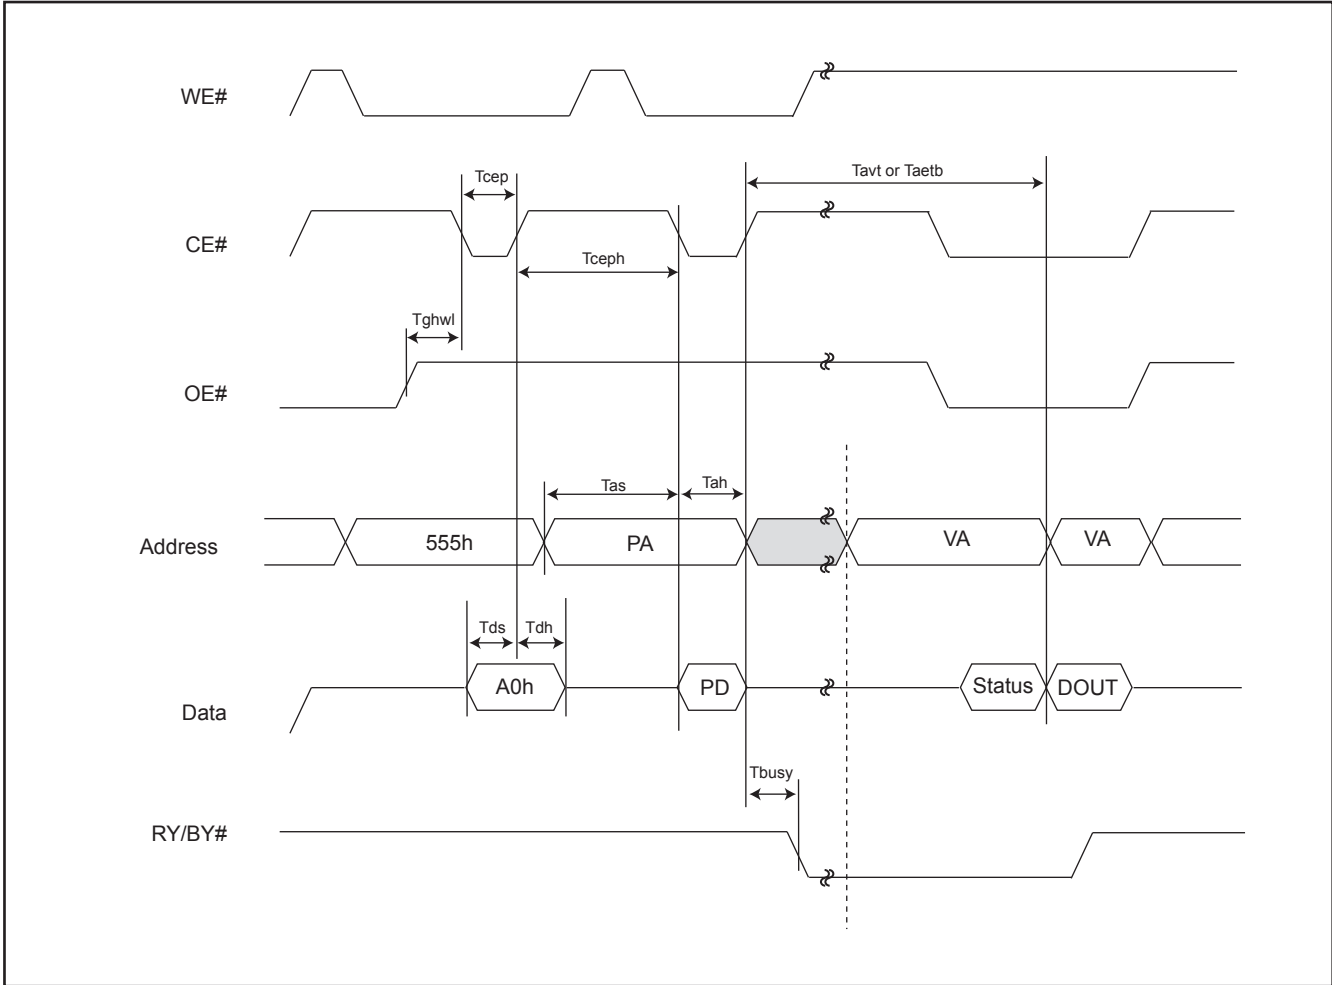 WE#
Tcep
Tavt or Taetb
CE#
Tceph
Tghwl
OE#
Tas
Tah
Address
555h
PA
VA
VA
Tds
Tdh
Data
A0h
PD
Status
DOUT
Tbusy
RY/BY#